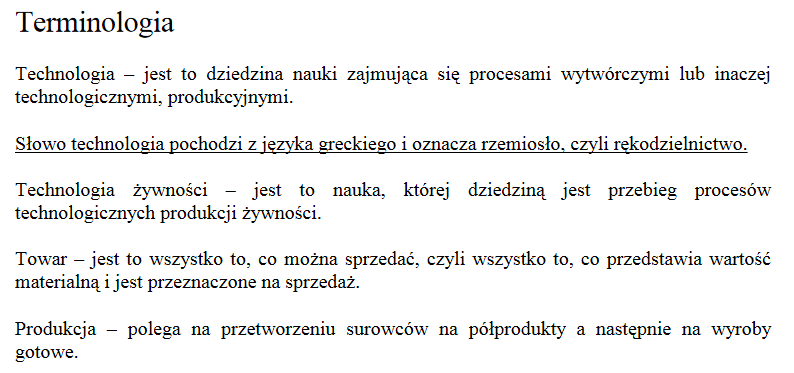 Terminologia
Technologia – jest to dziedzina nauki zajmująca się procesami wytwórczymi lub inaczej
technologicznymi, produkcyjnymi.
Słowo technologia pochodzi z języka greckiego i oznacza rzemiosło, czyli rękodzielnictwo.
Technologia żywności – jest to nauka, której dziedziną jest przebieg procesów
technologicznych produkcji żywności.
Towar – jest to wszystko to, co można sprzedać, czyli wszystko to, co przedstawia wartość
materialną i jest przeznaczone na sprzedaż.
Produkcja – polega na przetworzeniu surowców na półprodukty a następnie na wyroby
gotowe.